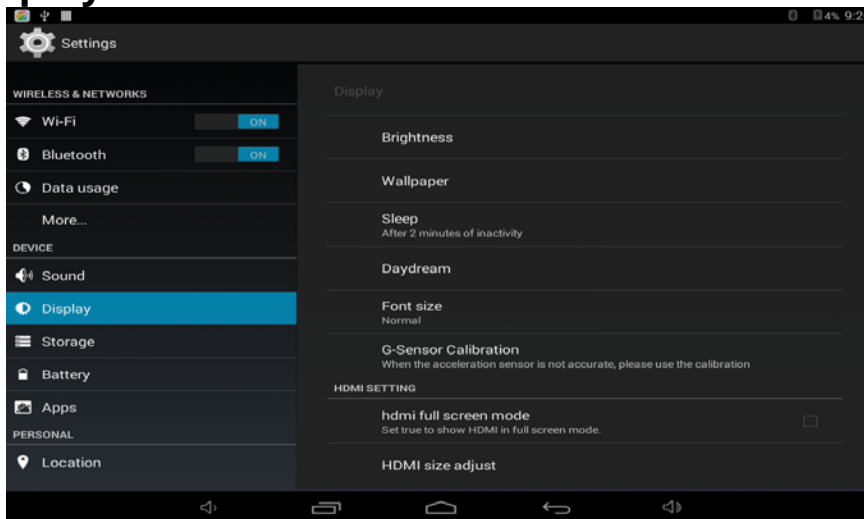 4% 9:2
Settings
WIRELESS & NETWORKS
Wi-Fi ON
Bluetooth ON
Data usage
More...
DEVICE
Sound
Display
Storage
Battery
Apps
PERSONAL
Location
Display
Brightness
Wallpaper
Sleep
After 2 minutes of inactivity
Daydream
Font size
Normal
G-Sensor Calibration
When the acceleration sensor is not accurate, please use the calibration
HDMI SETTING
hdmi full screen mode
Set true to show HDMI in full screen mode.
HDMI size adjust